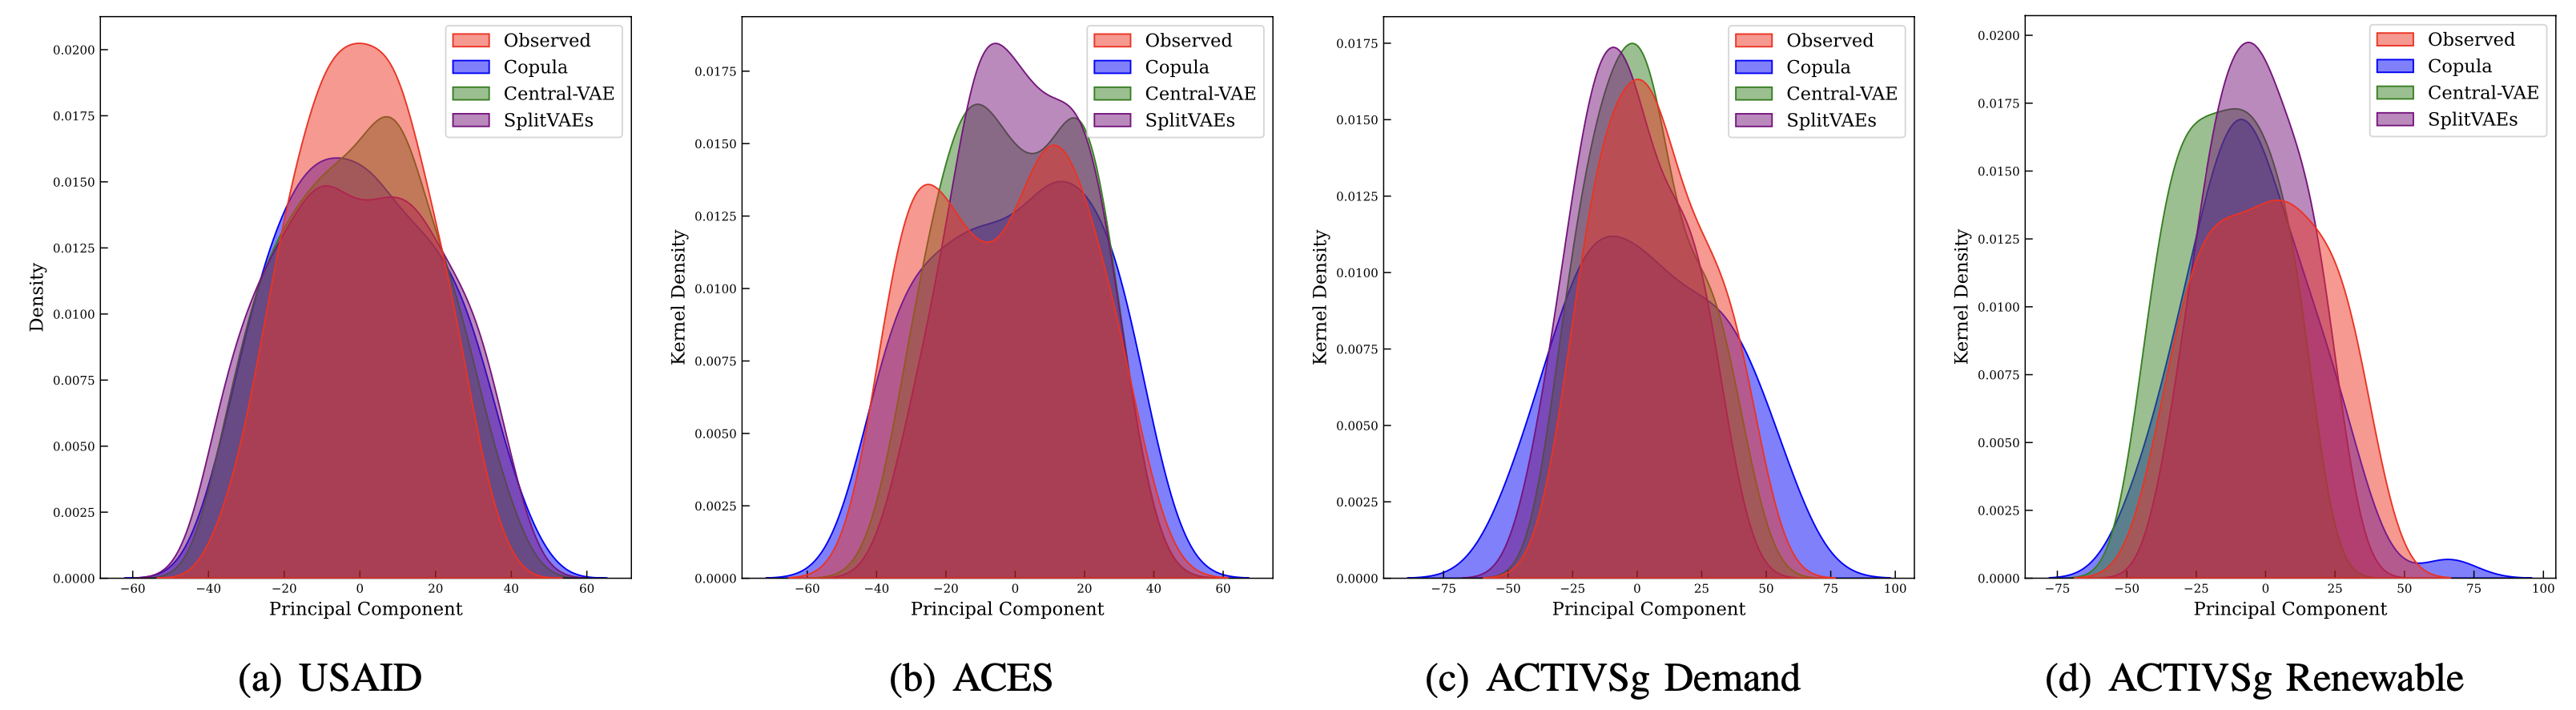 Observed
Copula
Central-VAE
SplitVAEs
Density
0.0200
0.0175
0.0150
0.0125
0.0100
0.0075
0.0050
0.0025
0.0000
−60 −40 −20 0 20 40 60
Principal Component
(a) USAID
Observed
Copula
Central-VAE
SplitVAEs
Kernel Density
0.0175
0.0150
0.0125
0.0100
0.0075
0.0050
0.0025
0.0000
−60 −40 −20 0 20 40 60
Principal Component
(b) ACES
Observed
Copula
Central-VAE
SplitVAEs
Kernel Density
0.0175
0.0150
0.0125
0.0100
0.0075
0.0050
0.0025
0.0000
−75 −50 −25 0 25 50 75 100
Principal Component
(c) ACTIVSg Demand
Observed
Copula
Central-VAE
SplitVAEs
Kernel Density
0.0200
0.0175
0.0150
0.0125
0.0100
0.0075
0.0050
0.0025
0.0000
−75 −50 −25 0 25 50 75 100
Principal Component
(d) ACTIVSg Renewable